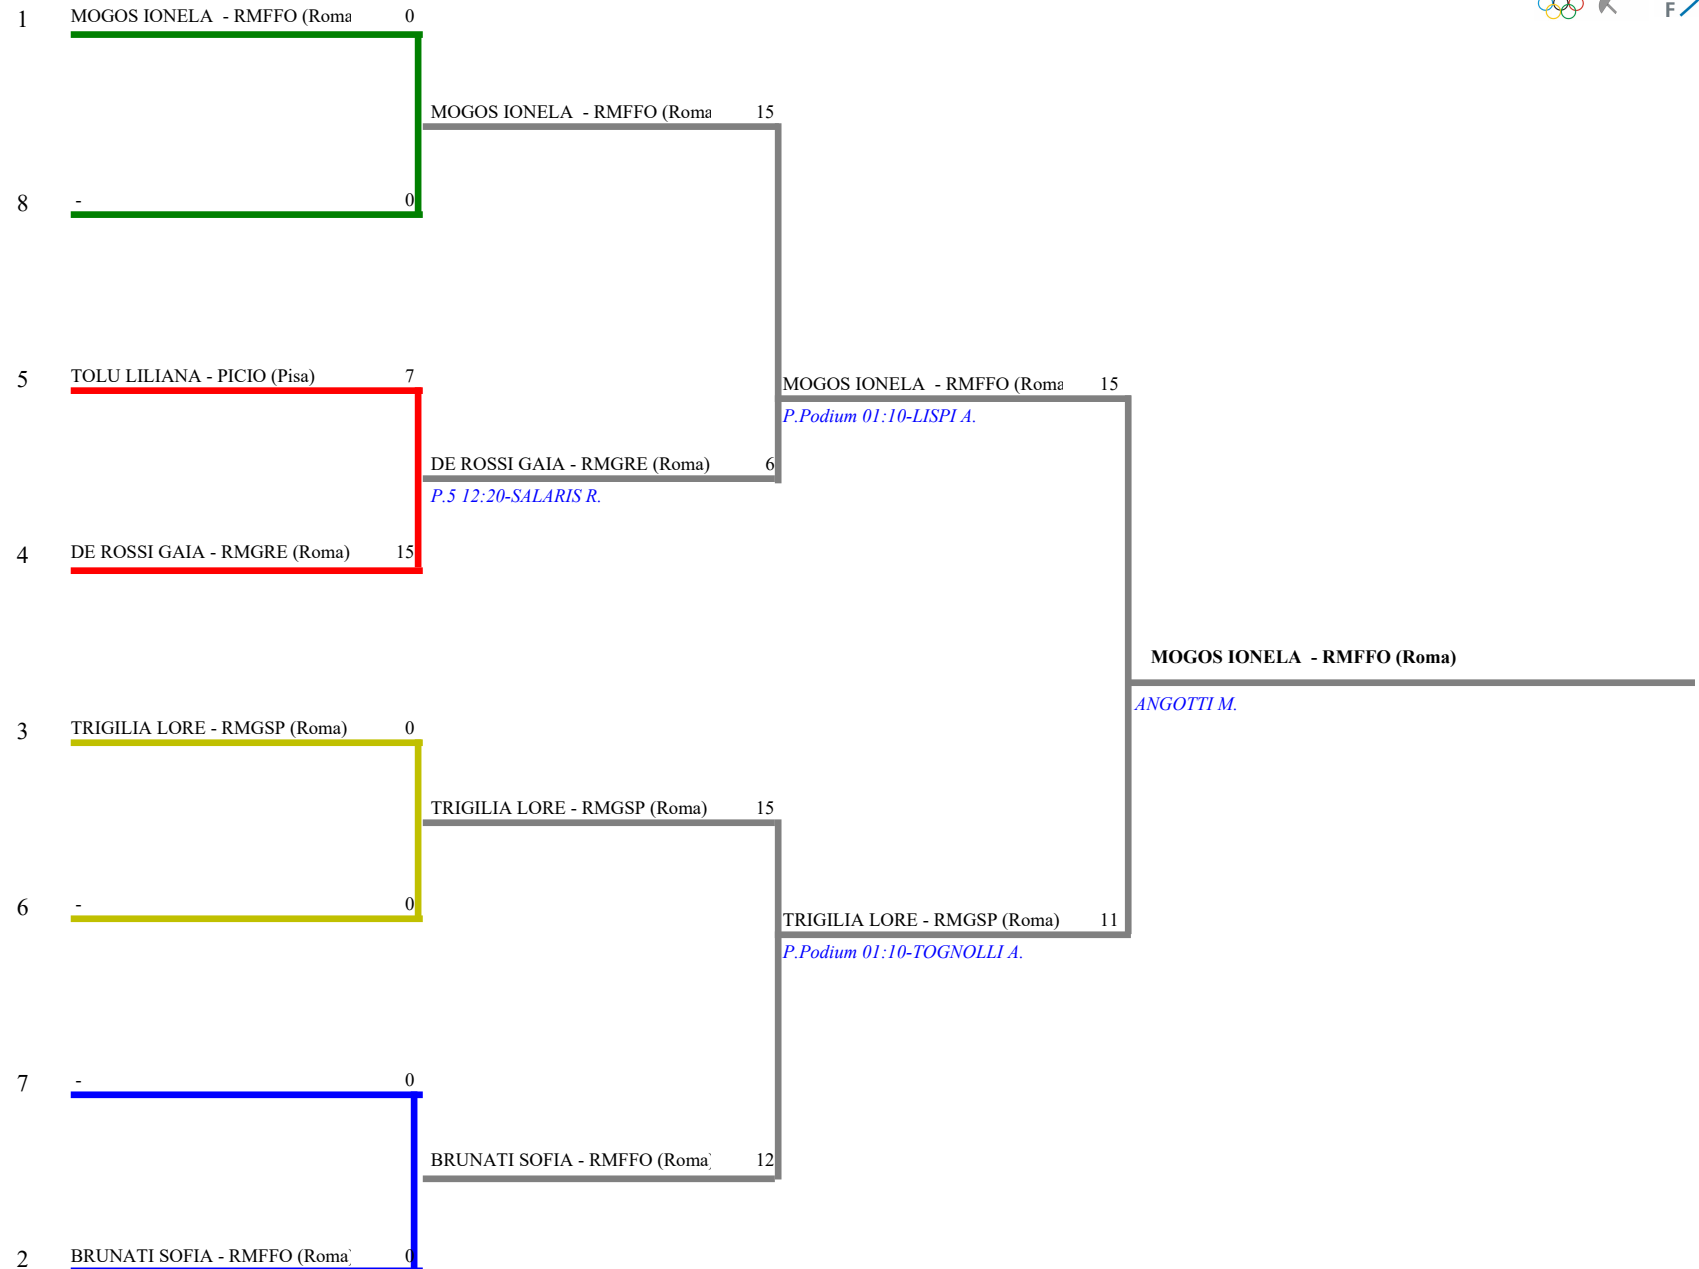 F
1 MOGOS IONELA - RMFFO (Roma 0
MOGOS IONELA - RMFFO (Roma 15
8 - 0
5 TOLU LILIANA - PICIO (Pisa) 7
MOGOS IONELA - RMFFO (Roma 15
P.Podium 01:10-LISPI A.
DE ROSSI GAIA - RMGRE (Roma) 6
P.5 12:20-SALARIS R.
4 DE ROSSI GAIA - RMGRE (Roma) 15
MOGOS IONELA - RMFFO (Roma)
ANGOTTI M.
3 TRIGILIA LORE - RMGSP (Roma) 0
TRIGILIA LORE - RMGSP (Roma) 15
6 - 0
TRIGILIA LORE - RMGSP (Roma) 11
P.Podium 01:10-TOGNOLLI A.
7 - 0
BRUNATI SOFIA - RMFFO (Roma) 12
2 BRUNATI SOFIA - RMFFO (Roma) 0